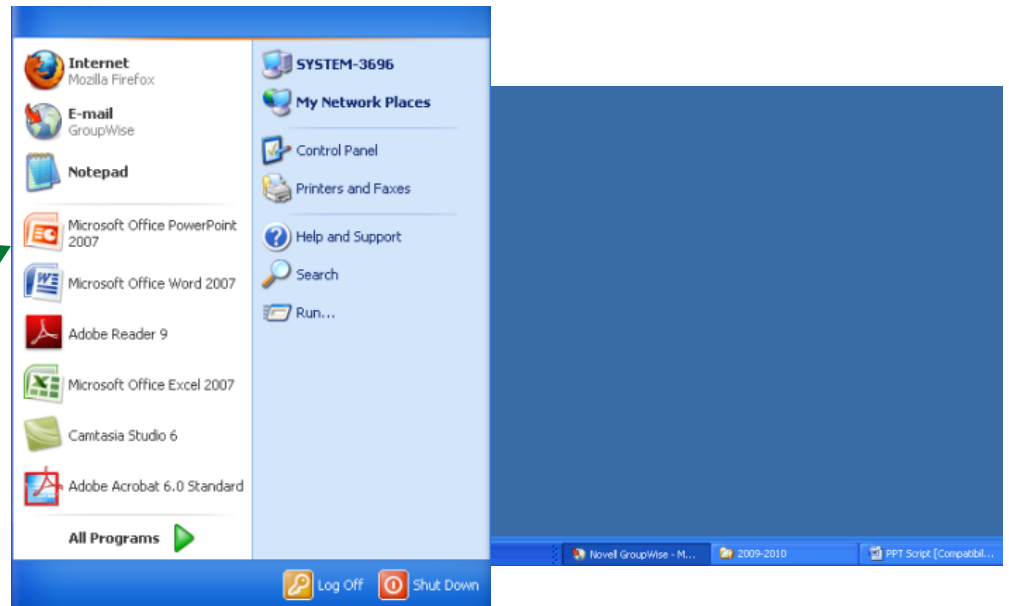 Internet
Mozilla Firefox
E-mail
GroupWise
Notepad
Microsoft Office PowerPoint
2007
Microsoft Office Word 2007
Adobe Reader 9
Microsoft Office Excel 2007
Camtasia Studio 6
Adobe Acrobat 6.0 Standard
All Programs
SYSTEM-3696
My Network Places
Control Panel
Printers and Faxes
Help and Support
Search
Run...
Log Off
Shut Down
Novell GroupWise - M...
2009-2010
PPT Script [Compatibil...